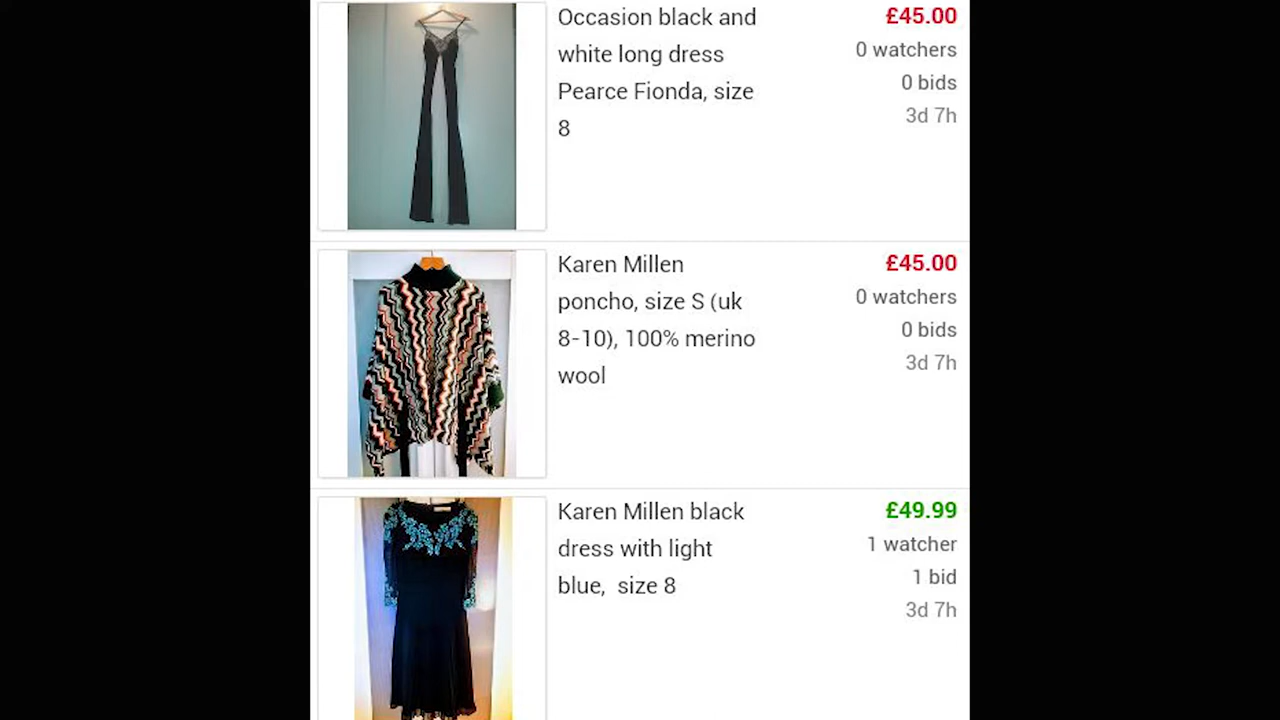 Occasion black and
white long dress
Pearce Fionda, size
8
£45.00
0 watchers
0 bids
3d 7h
Karen Millen
poncho, size S (uk
8-10), 100% merino
wool
£45.00
0 watchers
0 bids
3d 7h
Karen Millen black
dress with light
blue,  size 8
£49.99
1 watcher
1 bid
3d 7h